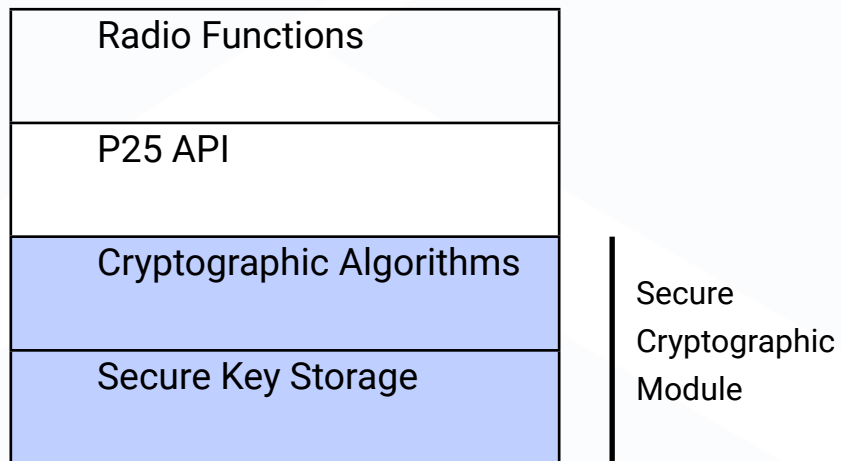 Radio Functions
P25 API
Cryptographic Algorithms
Secure Key Storage
Secure
Cryptographic
Module